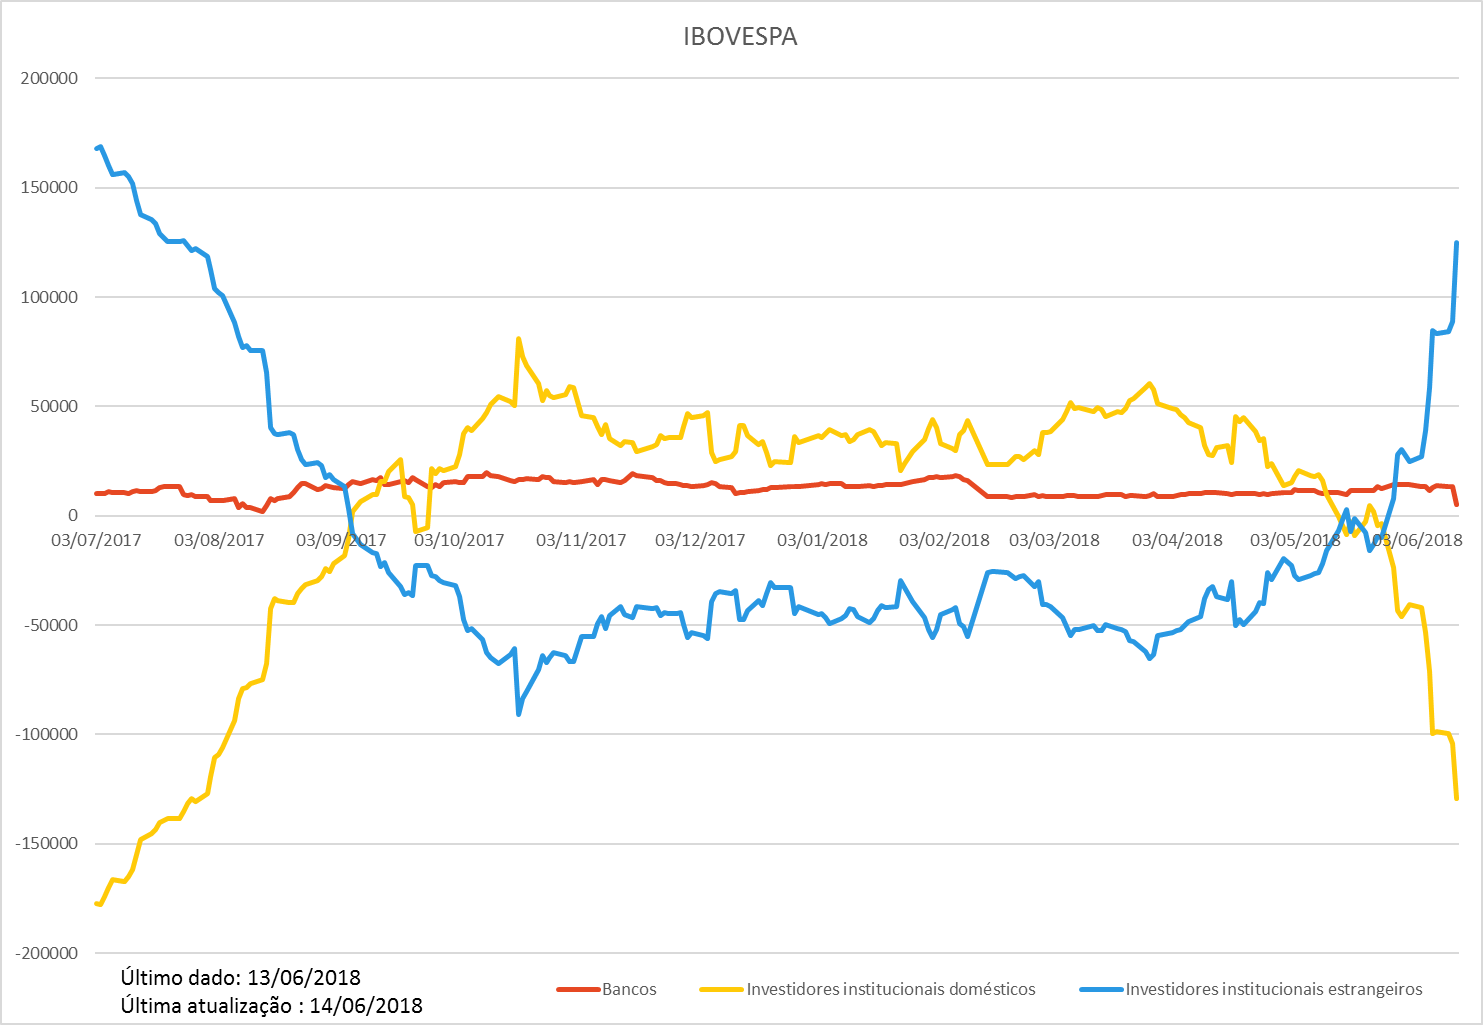 IBOVESPA
200000
150000
100000
50000
0
03/07/2017 03/08/2017 03/09/2017 03/10/2017 03/11/2017 03/12/2017 03/01/2018 03/02/2018 03/03/2018 03/04/2018 03/05/2018 03/06/2018
-50000
-100000
-150000
-200000
Último dado: 13/06/2018
Última atualização : 14/06/2018
Bancos Investidores institucionais domésticos Investidores institucionais estrangeiros